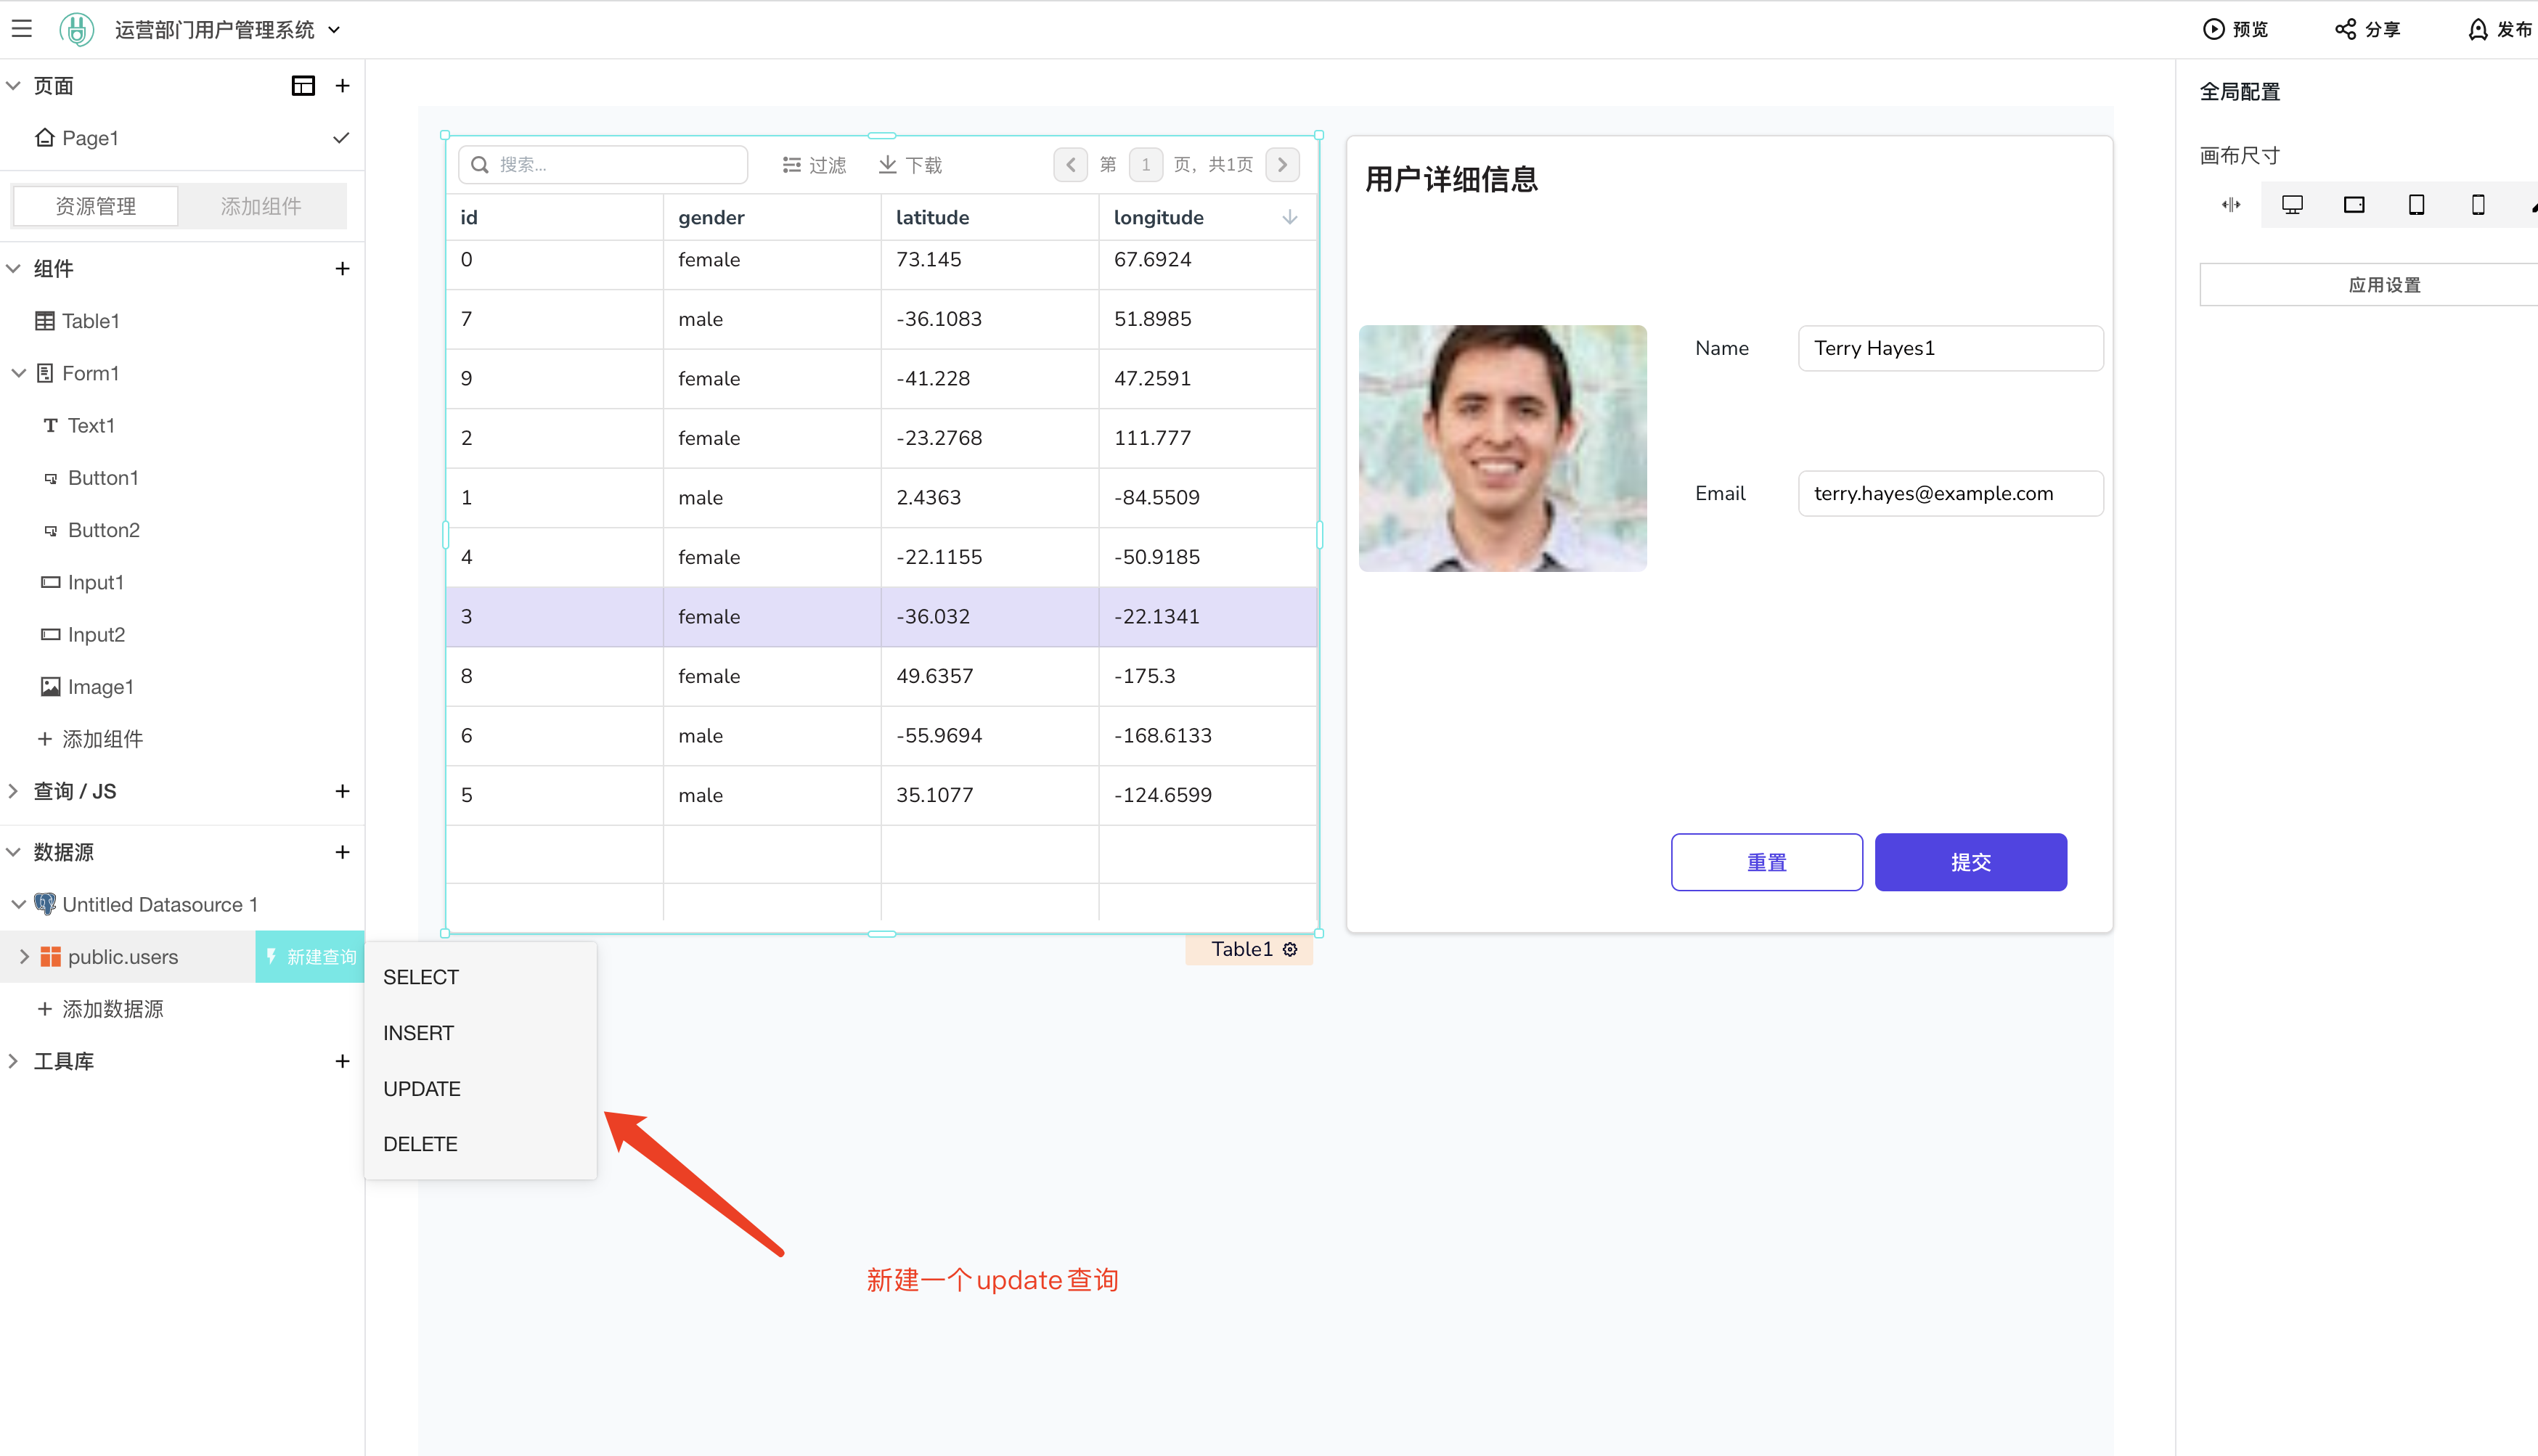 运营部门用户管理系统
预览
分享
发布
页面
Page1
资源管理
添加组件
组件
Table1
Form1
Text1
Button1
Button2
Input1
Input2
Image1
添加组件
查询 / JS
数据源
Untitled Datasource 1
public.users
新建查询
添加数据源
工具库
SELECT
INSERT
UPDATE
DELETE
搜索...
过滤
下载
第 1 页，共1页
id gender latitude longitude
0 female 73.145 67.6924
7 male -36.1083 51.8985
9 female -41.228 47.2591
2 female -23.2768 111.777
1 male 2.4363 -84.5509
4 female -22.1155 -50.9185
3 female -36.032 -22.1341
8 female 49.6357 -175.3
6 male -55.9694 -168.6133
5 male 35.1077 -124.6599
Table1
新建一个update查询
用户详细信息
Name
Terry Hayes1
Email
terry.hayes@example.com
重置
提交
全局配置
画布尺寸
应用设置